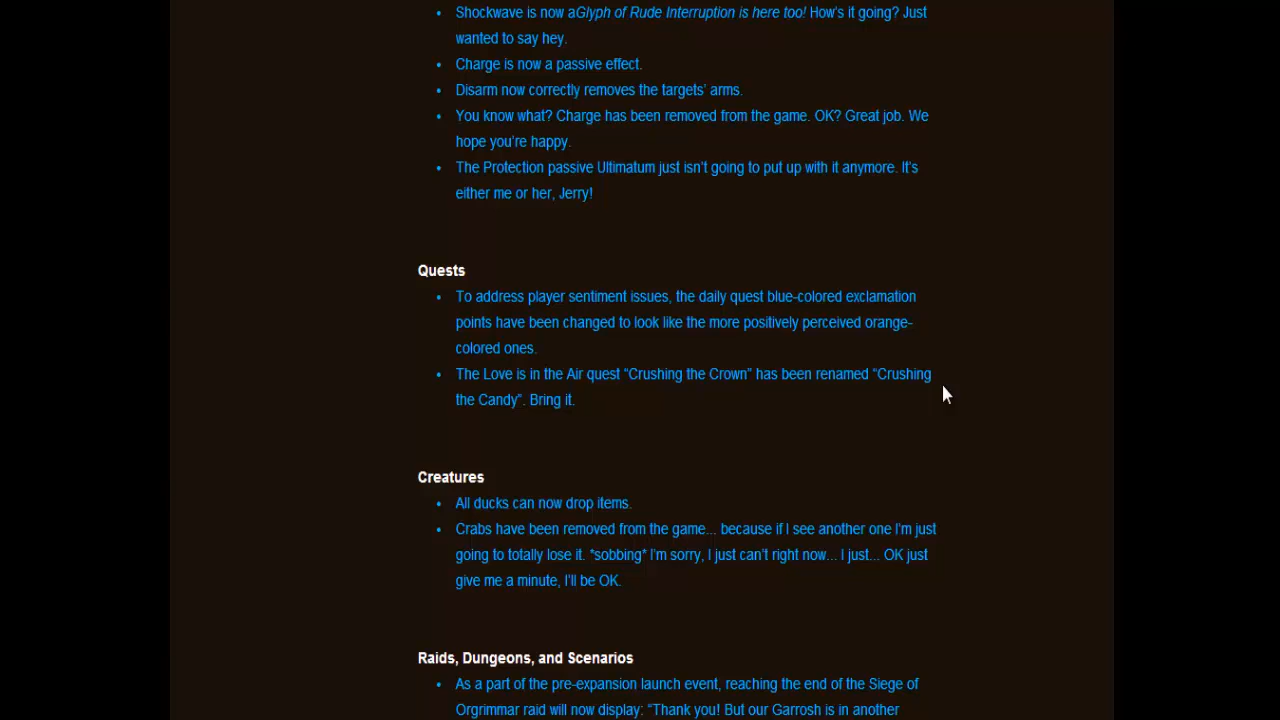 Shockwave is now aGlyph of Rude Interruption is here too! How's it going? Just
wanted to say hey.
Charge is now a passive effect.
Disarm now correctly removes the targets’ arms.
You know what? Charge has been removed from the game. OK? Great job. We
hope you’re happy.
The Protection passive Ultimatum just isn’t going to put up with it anymore. It’s
either me or her, Jerry!
Quests
To address player sentiment issues, the daily quest blue-colored exclamation
points have been changed to look like the more positively perceived orange-
colored ones.
The Love is in the Air quest “Crushing the Crown” has been renamed “Crushing
the Candy”. Bring it.
Creatures
All ducks can now drop items.
Crabs have been removed from the game... because if I see another one I’m just
going to totally lose it. *sobbing* I’m sorry, I just can’t right now... I just... OK just
give me a minute, I’ll be OK.
Raids, Dungeons, and Scenarios
As a part of the pre-expansion launch event, reaching the end of the Siege of
Orgrimmar raid will now display: “Thank you! But our Garrosh is in another